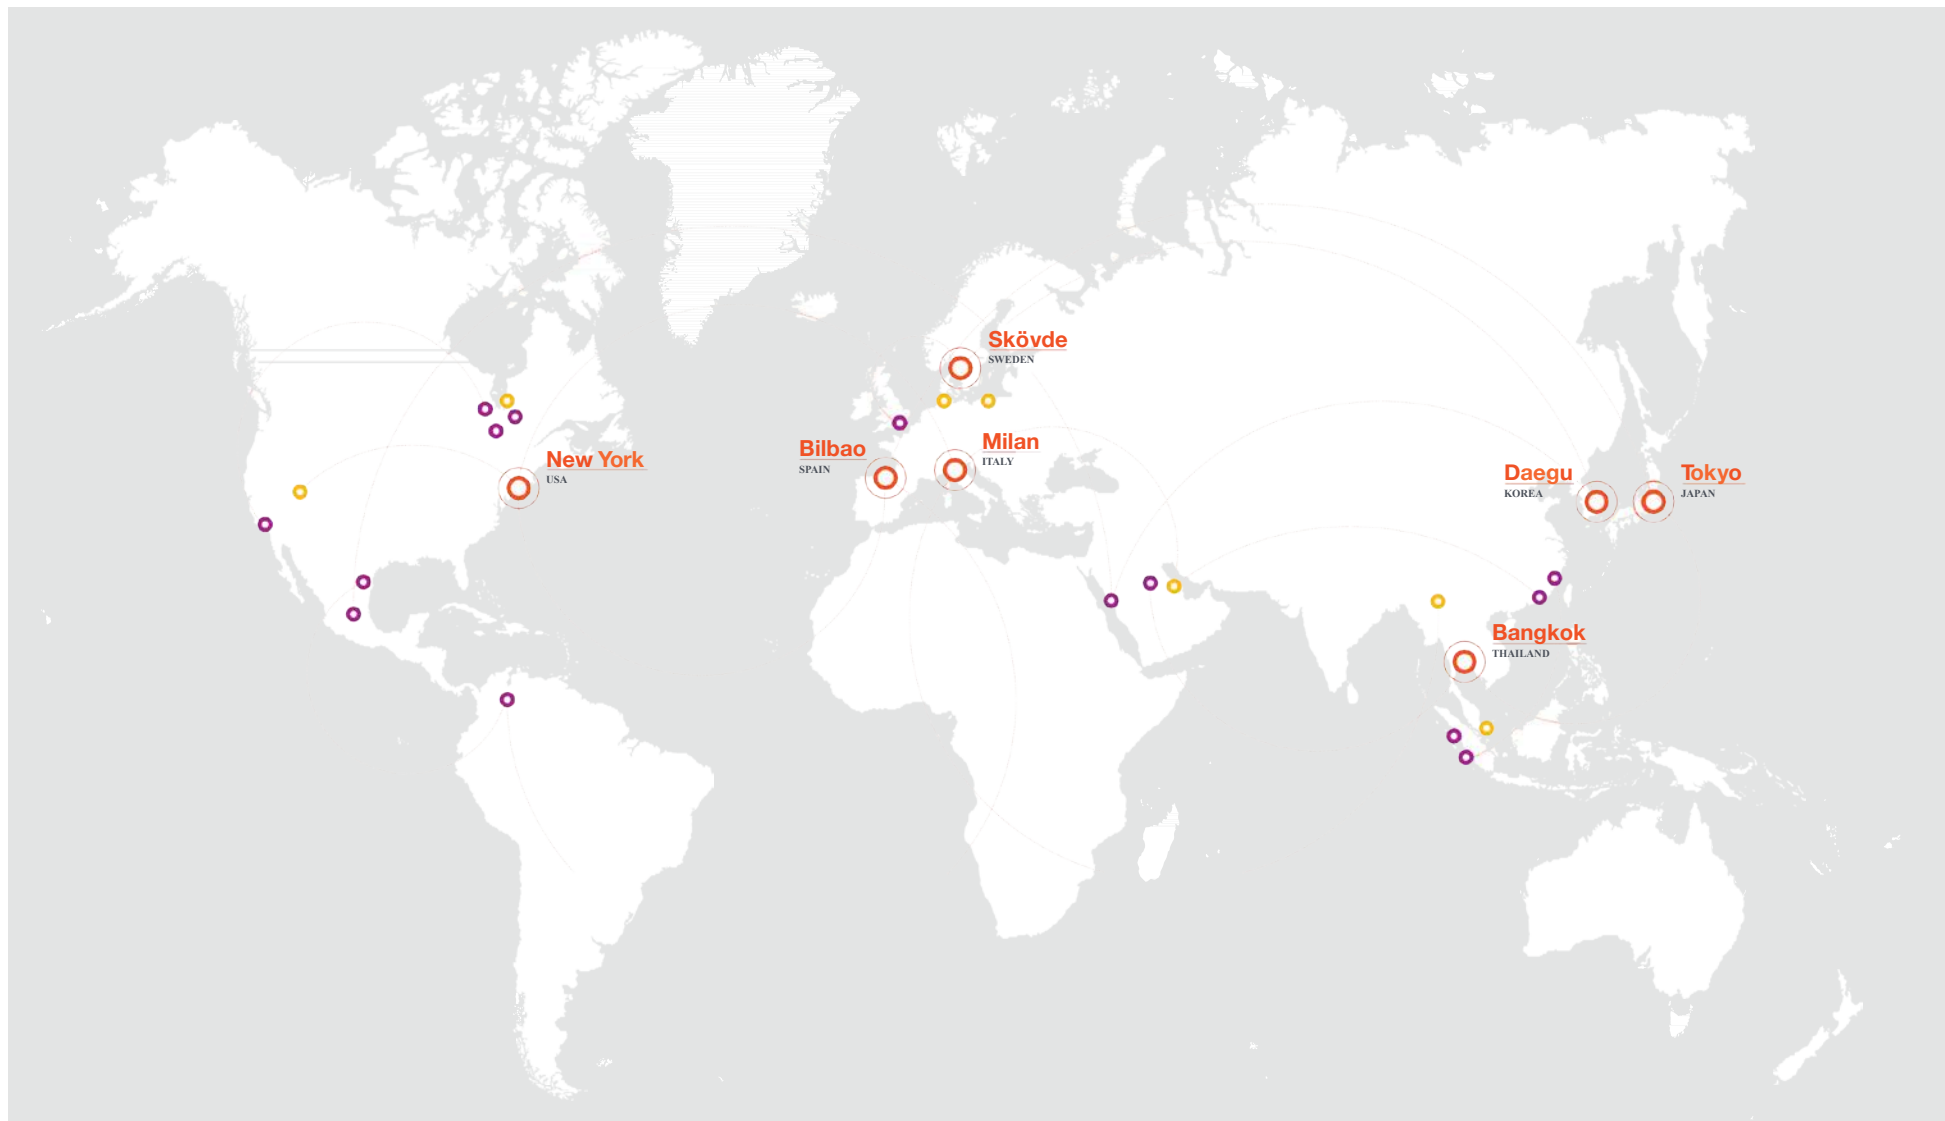 Skövde
SWEDEN
Bilbao
SPAIN
Milan
ITALY
New York
USA
Daegu
KOREA
Tokyo
JAPAN
Bangkok
THAILAND